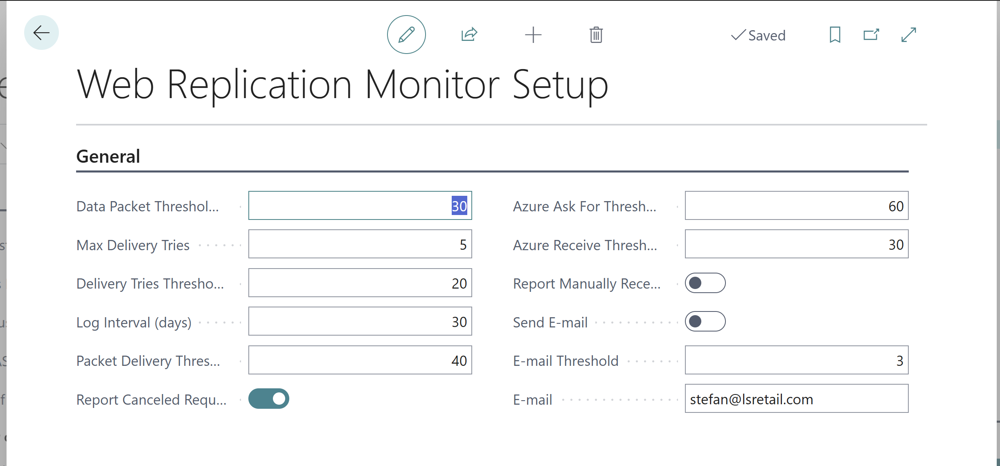 Saved
Web Replication Monitor Setup
General
Data Packet Threshol... 30
Max Delivery Tries 5
Delivery Tries Thresho... 20
Log Interval (days) 30
Packet Delivery Thres... 40
Report Canceled Requ...
Azure Ask For Thresh... 60
Azure Receive Thresh... 30
Report Manually Rece...
Send E-mail
E-mail Threshold 3
E-mail stefan@lsretail.com